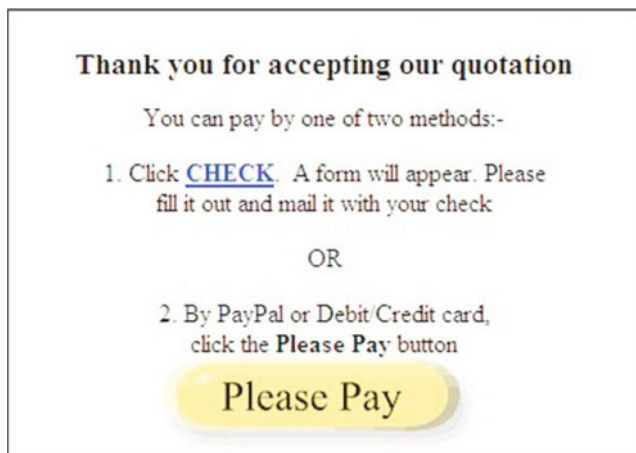 Thank you for accepting our quotation
You can pay by one of two methods:-
1. Click CHECK. A form will appear. Please
fill it out and mail it with your check
OR
2. By PayPal or Debit/Credit card,
click the Please Pay button
Please Pay